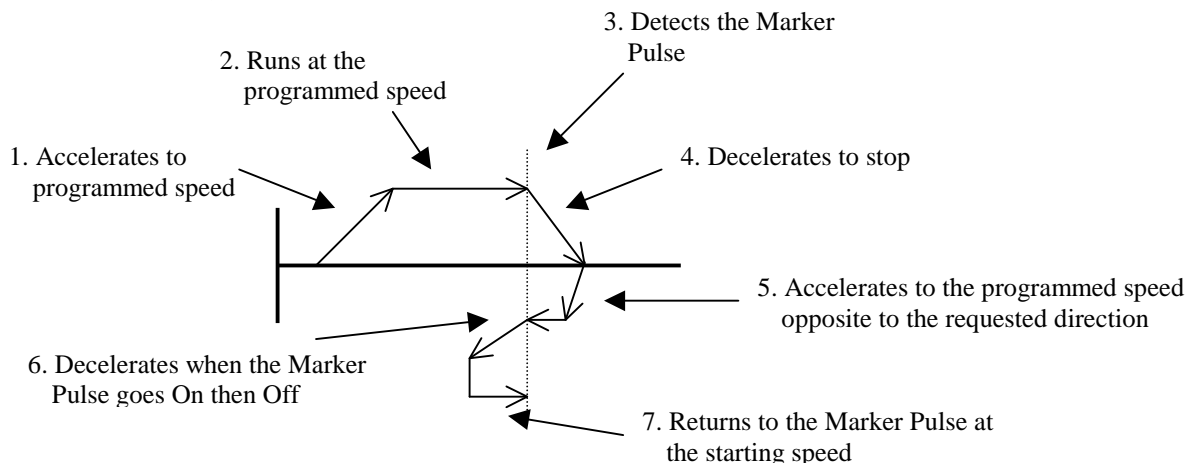 1. Accelerates to
programmed speed
2. Runs at the
programmed speed
3. Detects the Marker
Pulse
4. Decelerates to stop
5. Accelerates to the programmed speed
opposite to the requested direction
6. Decelerates when the Marker
Pulse goes On then Off
7. Returns to the Marker Pulse at
the starting speed